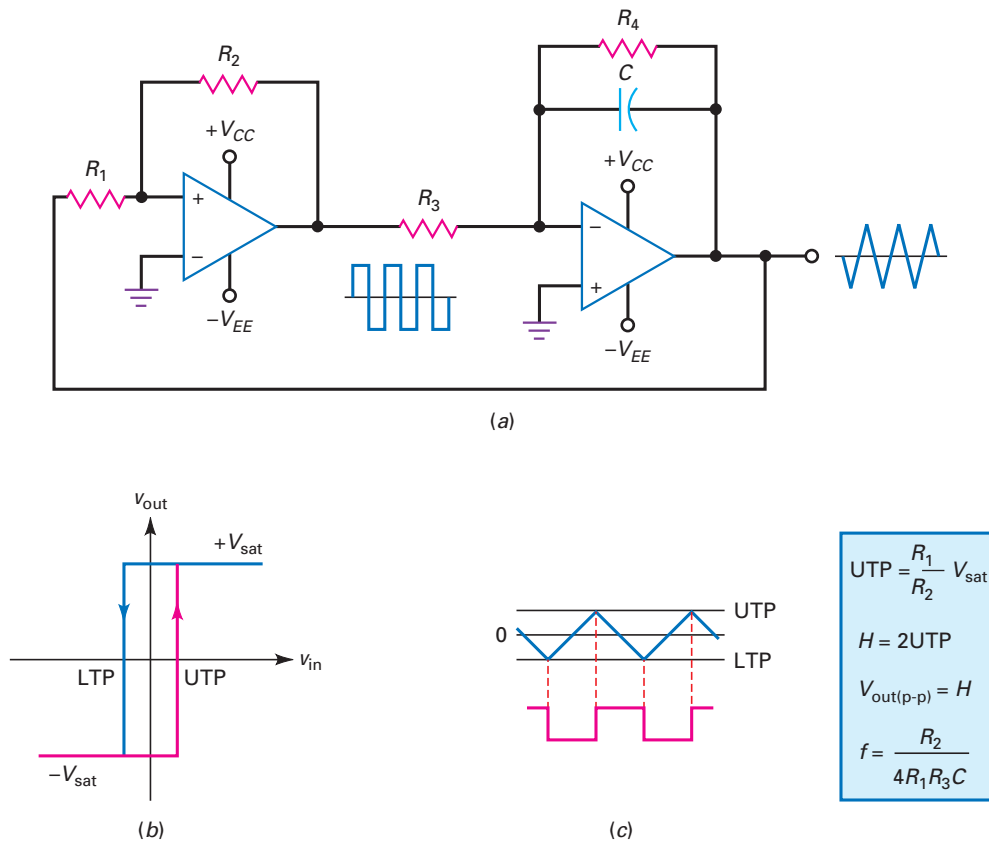 R4
R2
C
+VCC
+VCC
R1
R3
+
−
−
+
−VEE
−VEE
(a)
vout
+Vsat
LTP
UTP
vin
−Vsat
(b)
UTP
0
LTP
(c)
UTP = R1/R2 Vsat
H = 2UTP
Vout(p-p) = H
f = R2/4R1R3C